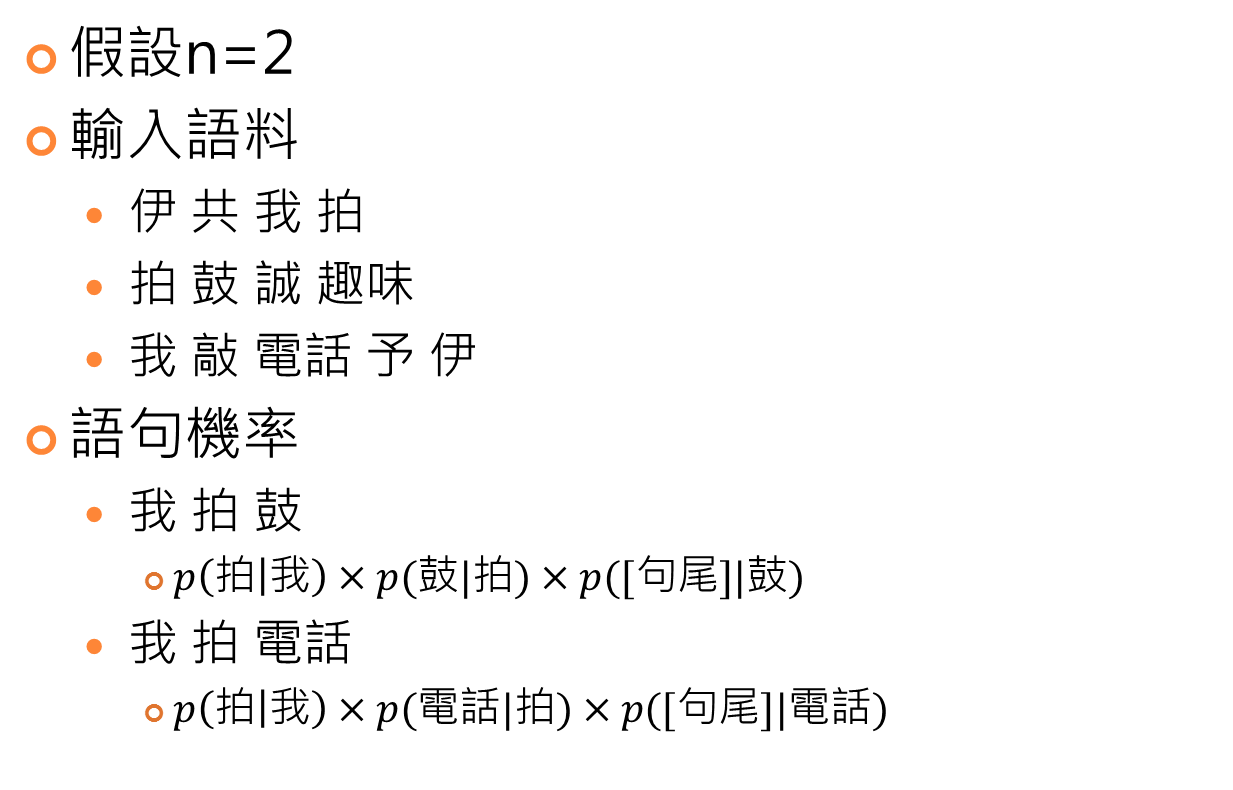 假設n=2
輸入語料
伊 共 我 拍
拍 鼓 誠 趣味
我 敲 電話 予 伊
語句機率
我 拍 鼓
p(拍|我) × p(鼓|拍) × p([句尾]|鼓)
我 拍 電話
p(拍|我) × p(電話|拍) × p([句尾]|電話)